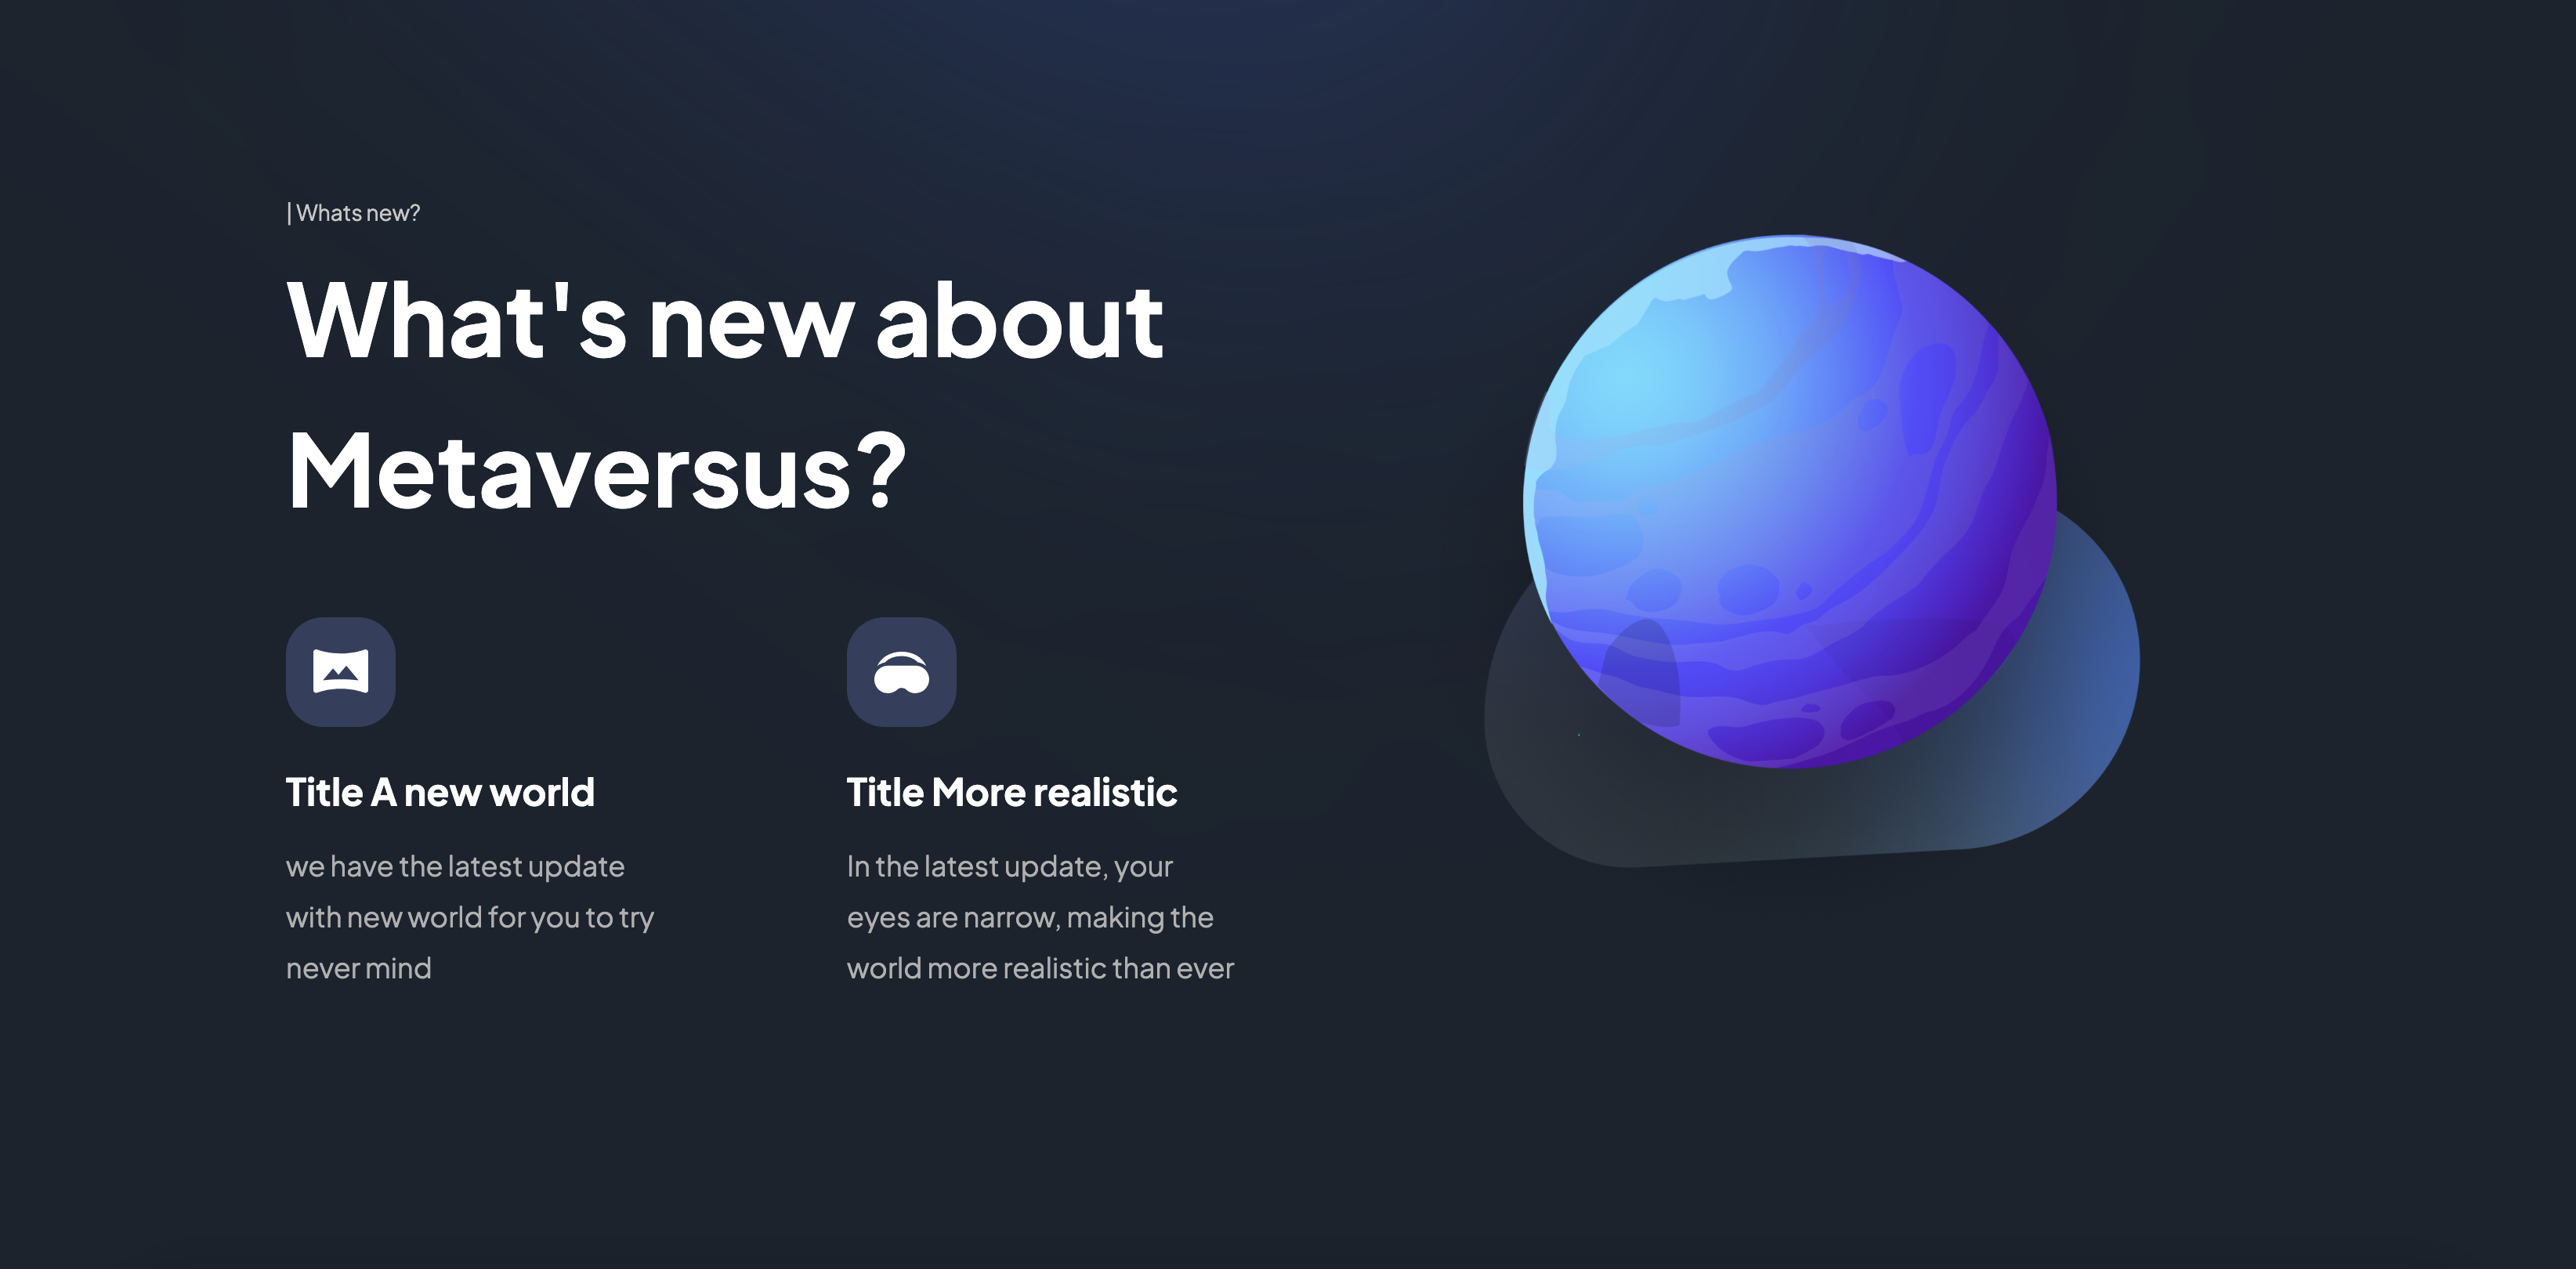 | Whats new?
What's new about
Metaversus?
Title A new world
we have the latest update
with new world for you to try
never mind
Title More realistic
In the latest update, your
eyes are narrow, making the
world more realistic than ever